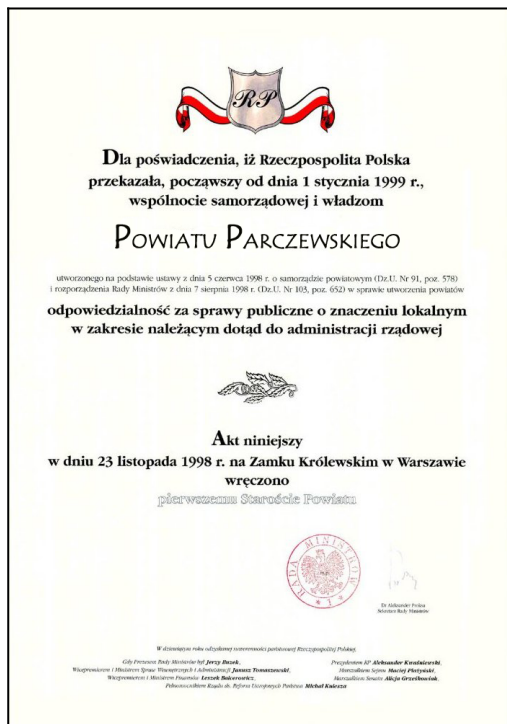 RP
Dla poświadczenia, iż Rzeczpospolita Polska
przekazała, począwszy od dnia 1 stycznia 1999 r.,
wspólnocie samorządowej i władzom
POWIATU PARCZEWSKIEGO
utworzonego na podstawie ustawy z dnia 5 czerwca 1998 r. o samorządzie powiatowym (Dz.U. Nr 91, poz. 578)
i rozporządzenia Rady Ministrów z dnia 7 sierpnia 1998 r. (Dz.U. Nr 103, poz. 652) w sprawie utworzenia powiatów
odpowiedzialność za sprawy publiczne o znaczeniu lokalnym
w zakresie należącym dotąd do administracji rządowej
Akt niniejszy
w dniu 23 listopada 1998 r. na Zamku Królewskim w Warszawie
wręczono
pierwszemu Staroście Powiatu
RADA MINISTRÓW
Dr Aleksander Proksa
Sekretarz Rady Ministrów
W dziewiątym roku odzyskanej suwerenności państwowej Rzeczypospolitej Polskiej,
Gdy Prezesem Rady Ministrów był Jerzy Buzek,
Wicepremierem i Ministrem Spraw Wewnętrznych i Administracji Janusz Tomaszewski,
Wicepremierem i Ministrem Finansów Leszek Balcerowicz,
Prezydentem RP Aleksander Kwaśniewski,
Marszałkiem Sejmu Maciej Płażyński,
Marszałkiem Senatu Alicja Grześkowiak,
Pełnomocnikiem Rządu ds. Reform Ustrojowych Państwa Michał Kulesza